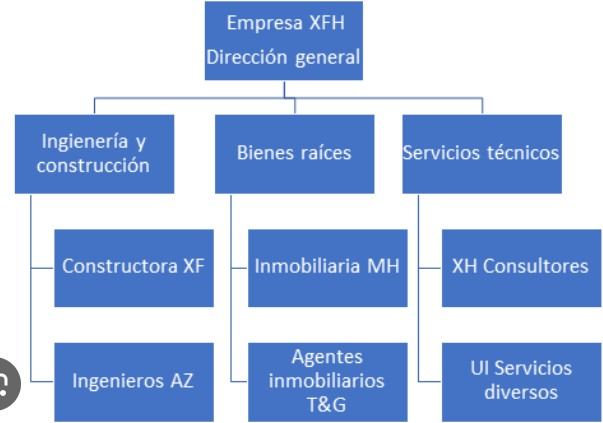 Empresa XFH
Dirección general
Ingienería y
construcción
Bienes raíces
Servicios técnicos
Constructora XF
Inmobiliaria MH
XH Consultores
Ingenieros AZ
Agentes
inmobiliarios
T&G
UI Servicios
diversos